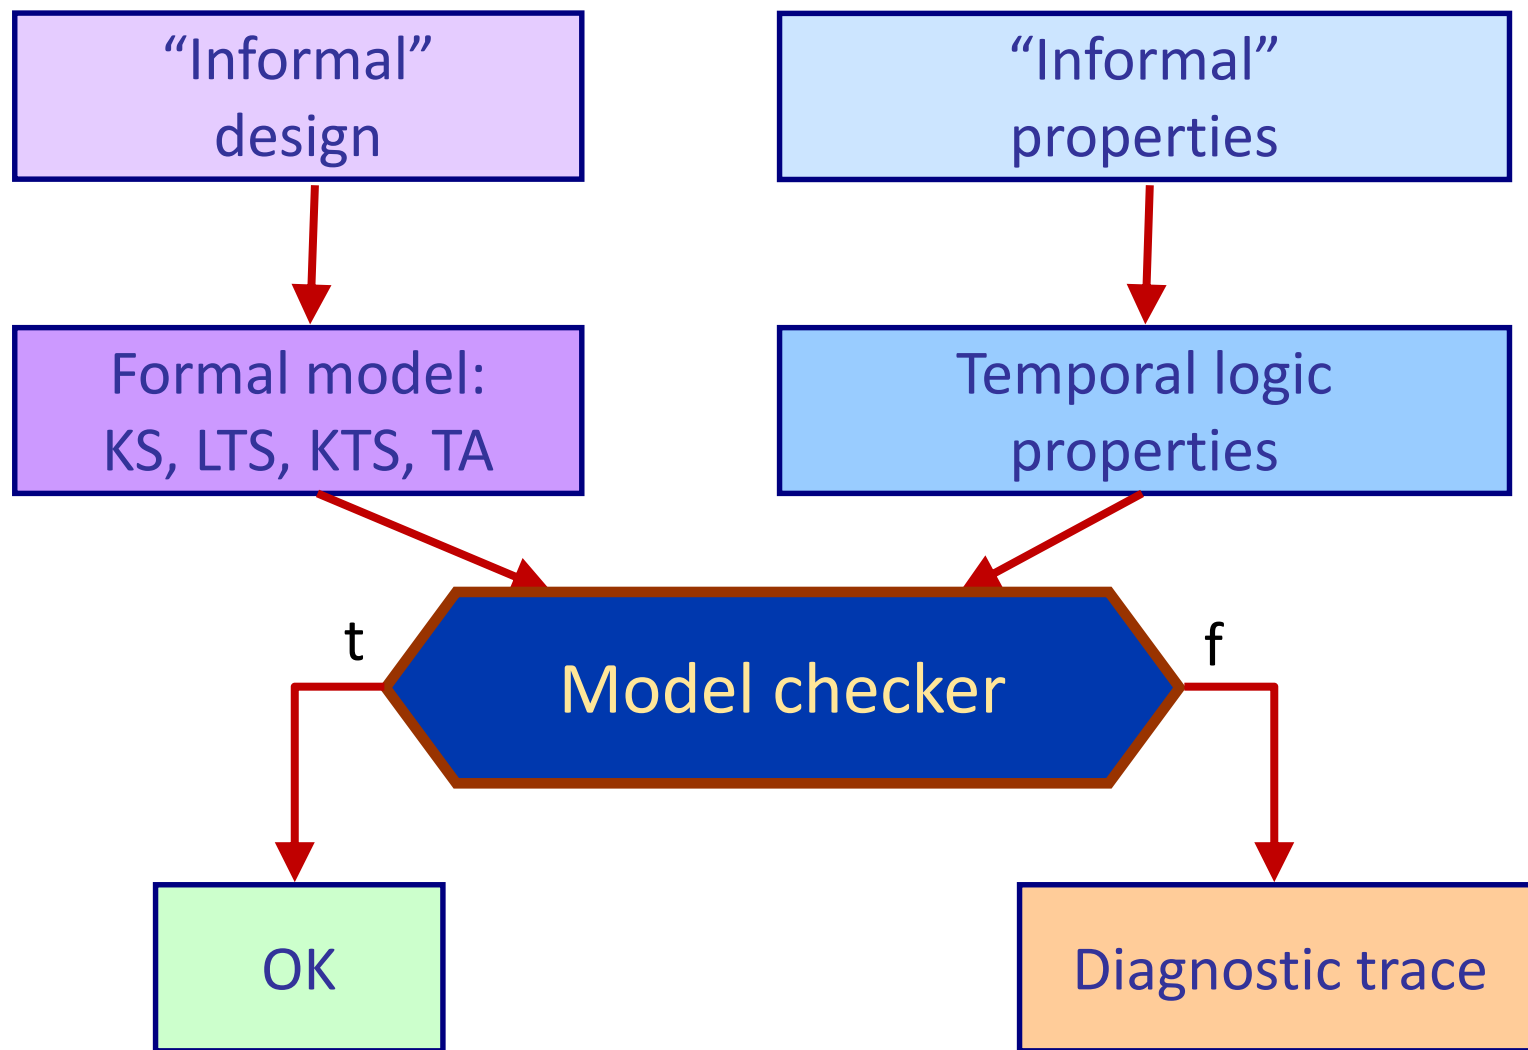 “Informal”
design
“Informal”
properties
Formal model:
KS, LTS, KTS, TA
Temporal logic
properties
t
f
Model checker
OK
Diagnostic trace